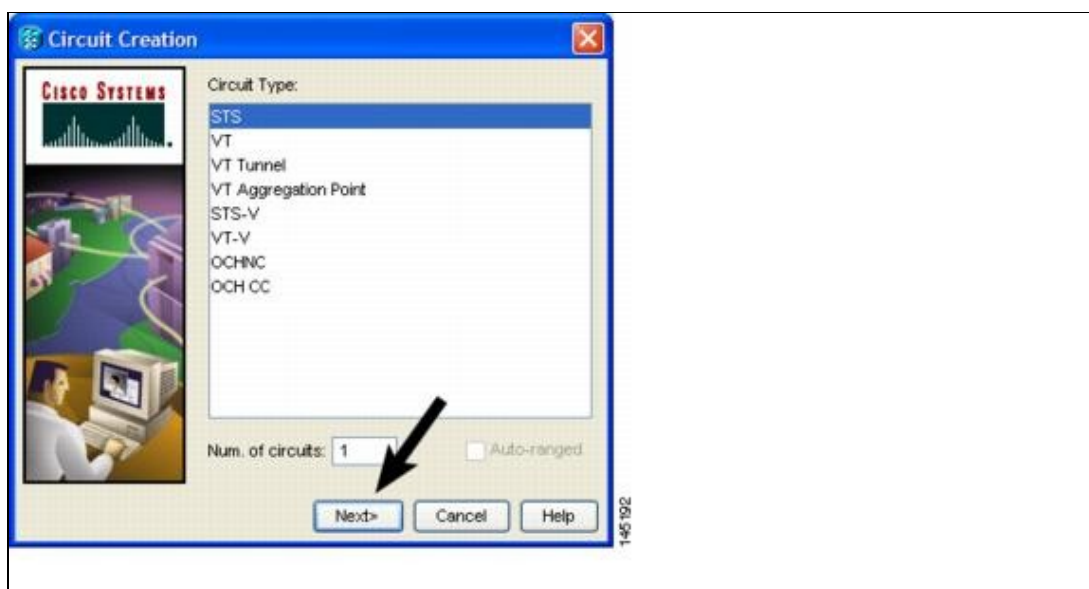 Circuit Creation
CISCO SYSTEMS
Circuit Type:
STS
VT
VT Tunnel
VT Aggregation Point
STS-V
VT-V
OCHNC
OCH CC
Num. of circuits: 1
Auto-ranged
Next>
Cancel
Help
145192